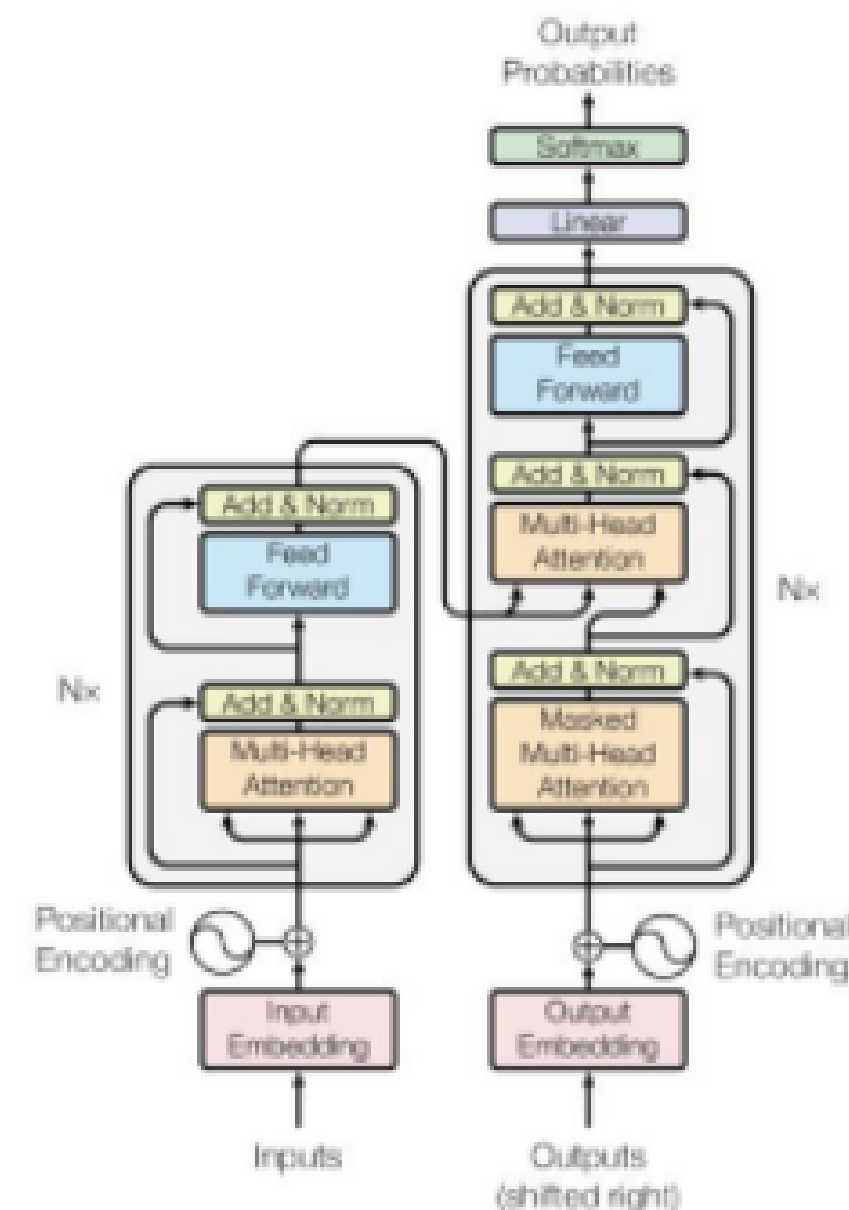 Output
Probabilities
Softmax
Linear
Add & Norm
Feed
Forward
Add & Norm
Multi-Head
Attention
Add & Norm
Masked
Multi-Head
Attention
Nx
Add & Norm
Feed
Forward
Add & Norm
Multi-Head
Attention
Nx
Positional
Encoding
Positional
Encoding
Input
Embedding
Output
Embedding
Inputs
Outputs
(shifted right)